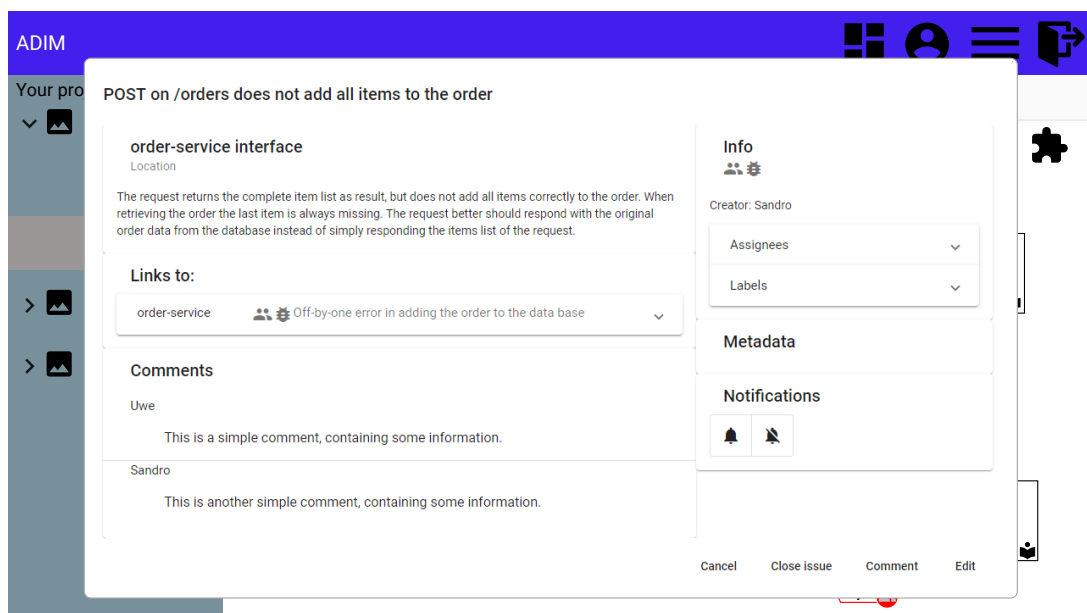 ADIM
Your pro
POST on /orders does not add all items to the order
order-service interface
Location
The request returns the complete item list as result, but does not add all items correctly to the order. When
retrieving the order the last item is always missing. The request better should respond with the original
order data from the database instead of simply responding the items list of the request.
Links to:
order-service Off-by-one error in adding the order to the data base
Comments
Uwe
This is a simple comment, containing some information.
Sandro
This is another simple comment, containing some information.
Info
Creator: Sandro
Assignees
Labels
Metadata
Notifications
Cancel Close issue Comment Edit